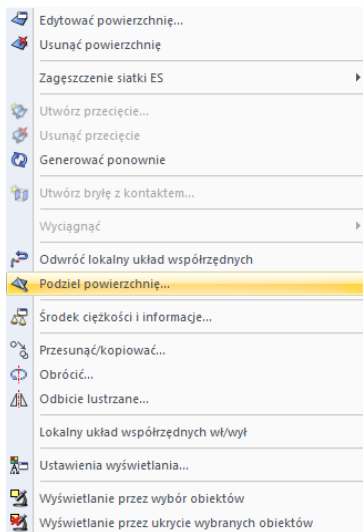 Edytować powierzchnię...
Usunąć powierzchnię
Zagęszczenie siatki ES
Utwórz przecięcie...
Usunąć przecięcie
Generować ponownie
Utwórz bryłę z kontaktem...
Wyciągnąć
Odwróć lokalny układ współrzędnych
Podziel powierzchnię...
Środek ciężkości i informacje...
Przesunąć/kopiować...
Obrócić...
Odbicie lustrzane...
Lokalny układ współrzędnych wł/wył
Ustawienia wyświetlania...
Wyświetlanie przez wybór obiektów
Wyświetlanie przez ukrycie wybranych obiektów